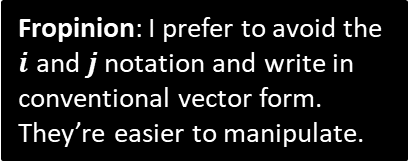 Fropinion: I prefer to avoid the
i and j notation and write in
conventional vector form.
They’re easier to manipulate.